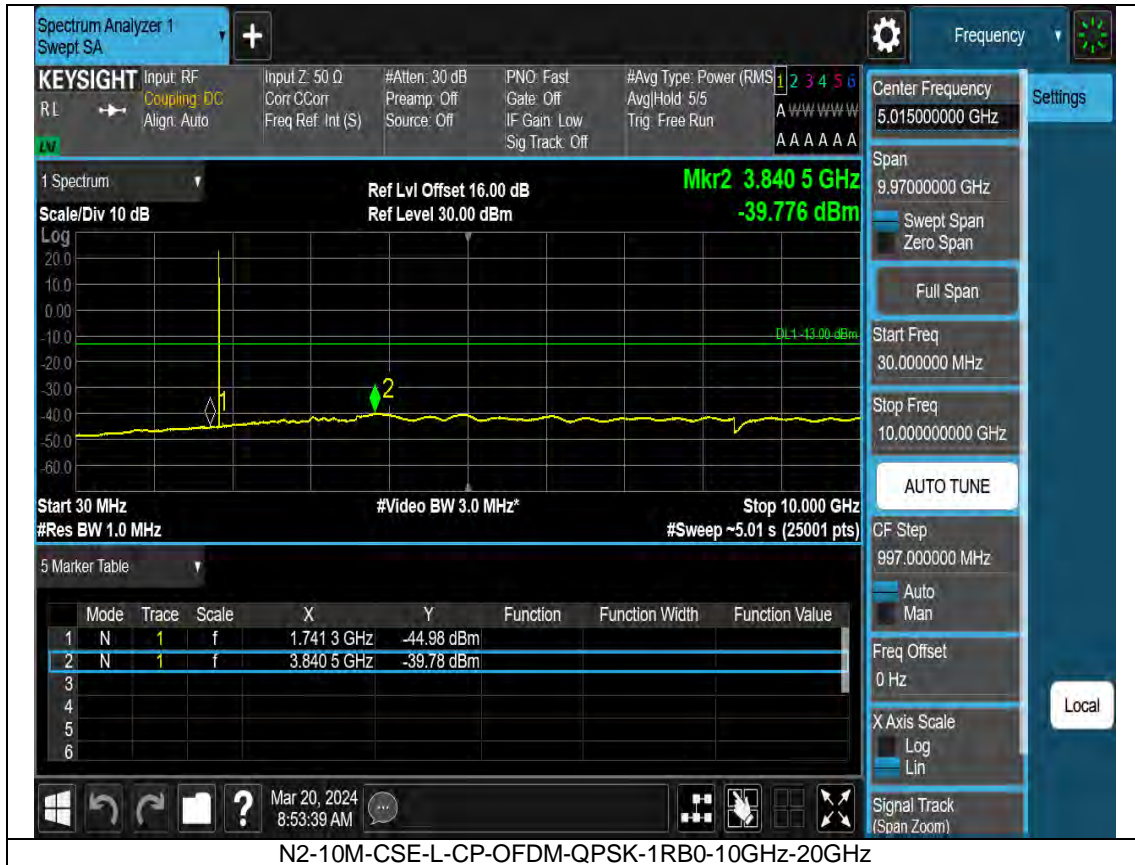 Spectrum Analyzer 1
Swept SA
+
Frequency
KEYSIGHT
Input: RF
Coupling: DC
Align: Auto
Input Z: 50 Ω
Corr CCorr
Freq Ref: Int (S)
#Atten: 30 dB
Preamp: Off
Source: Off
PNO: Fast
Gate: Off
IF Gain: Low
Sig Track: Off
#Avg Type: Power (RMS
Avg|Hold: 5/5
Trig: Free Run
1 2 3 4 5 6
A W W W W W
A A A A A A
RL
LV
Center Frequency
5.015000000 GHz
Settings
Span
9.97000000 GHz
Swept Span
Zero Span
Full Span
Start Freq
30.000000 MHz
Stop Freq
10.000000000 GHz
AUTO TUNE
CF Step
997.000000 MHz
Auto
Man
Freq Offset
0 Hz
X Axis Scale
Log
Lin
Signal Track
(Span Zoom)
Local
1 Spectrum
Scale/Div 10 dB
Ref Lvl Offset 16.00 dB
Ref Level 30.00 dBm
Mkr2 3.840 5 GHz
-39.776 dBm
Log
20.0
10.0
0.00
-10.0
-20.0
-30.0
-40.0
-50.0
-60.0
DL1 -13.00 dBm
1
2
Start 30 MHz
#Video BW 3.0 MHz*
Stop 10.000 GHz
#Res BW 1.0 MHz
#Sweep ~5.01 s (25001 pts)
5 Marker Table
Mode Trace Scale X Y Function Function Width Function Value
1 N 1 f 1.741 3 GHz -44.98 dBm
2 N 1 f 3.840 5 GHz -39.78 dBm
3
4
5
6
?
Mar 20, 2024
8:53:39 AM
N2-10M-CSE-L-CP-OFDM-QPSK-1RB0-10GHz-20GHz